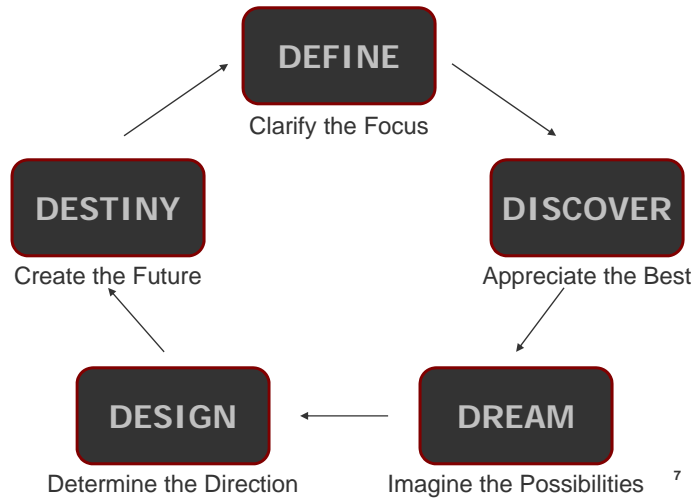 DEFINE
Clarify the Focus
DESTINY
DISCOVER
Create the Future
Appreciate the Best
DESIGN
DREAM
Determine the Direction
Imagine the Possibilities
7